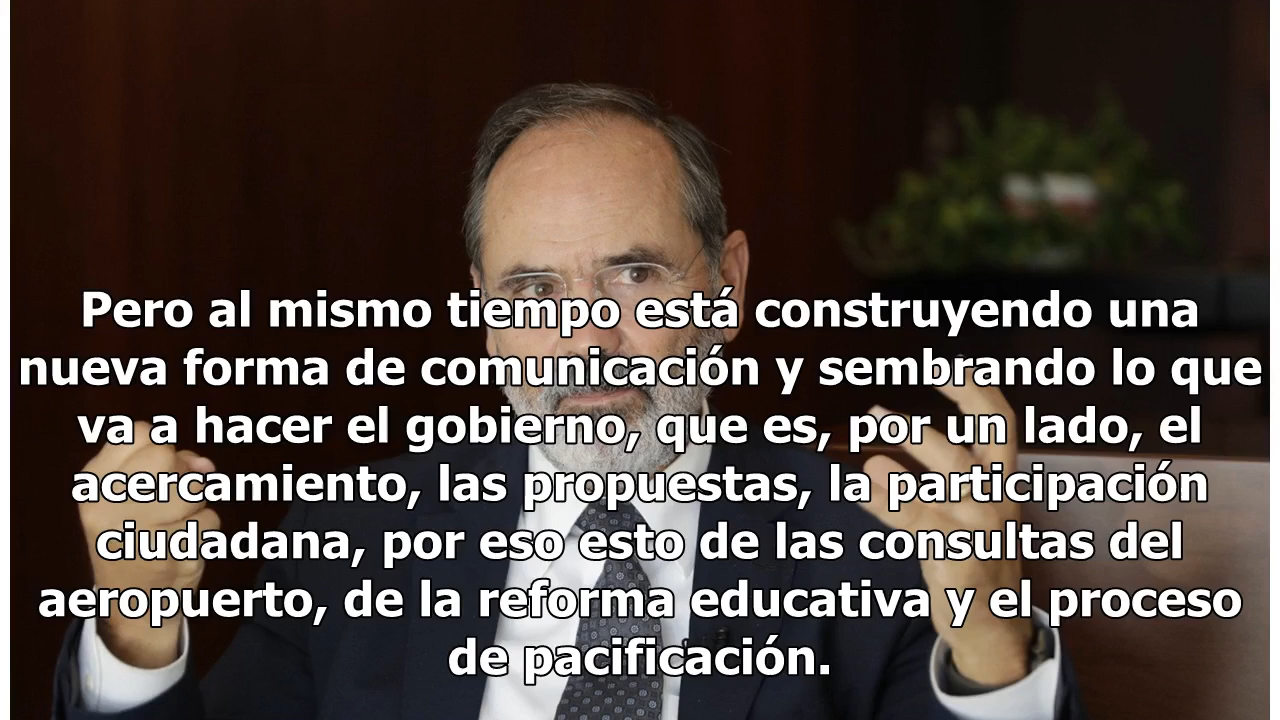 Pero al mismo tiempo está construyendo una
nueva forma de comunicación y sembrando lo que
va a hacer el gobierno, que es, por un lado, el
acercamiento, las propuestas, la participación
ciudadana, por eso esto de las consultas del
aeropuerto, de la reforma educativa y el proceso
de pacificación.